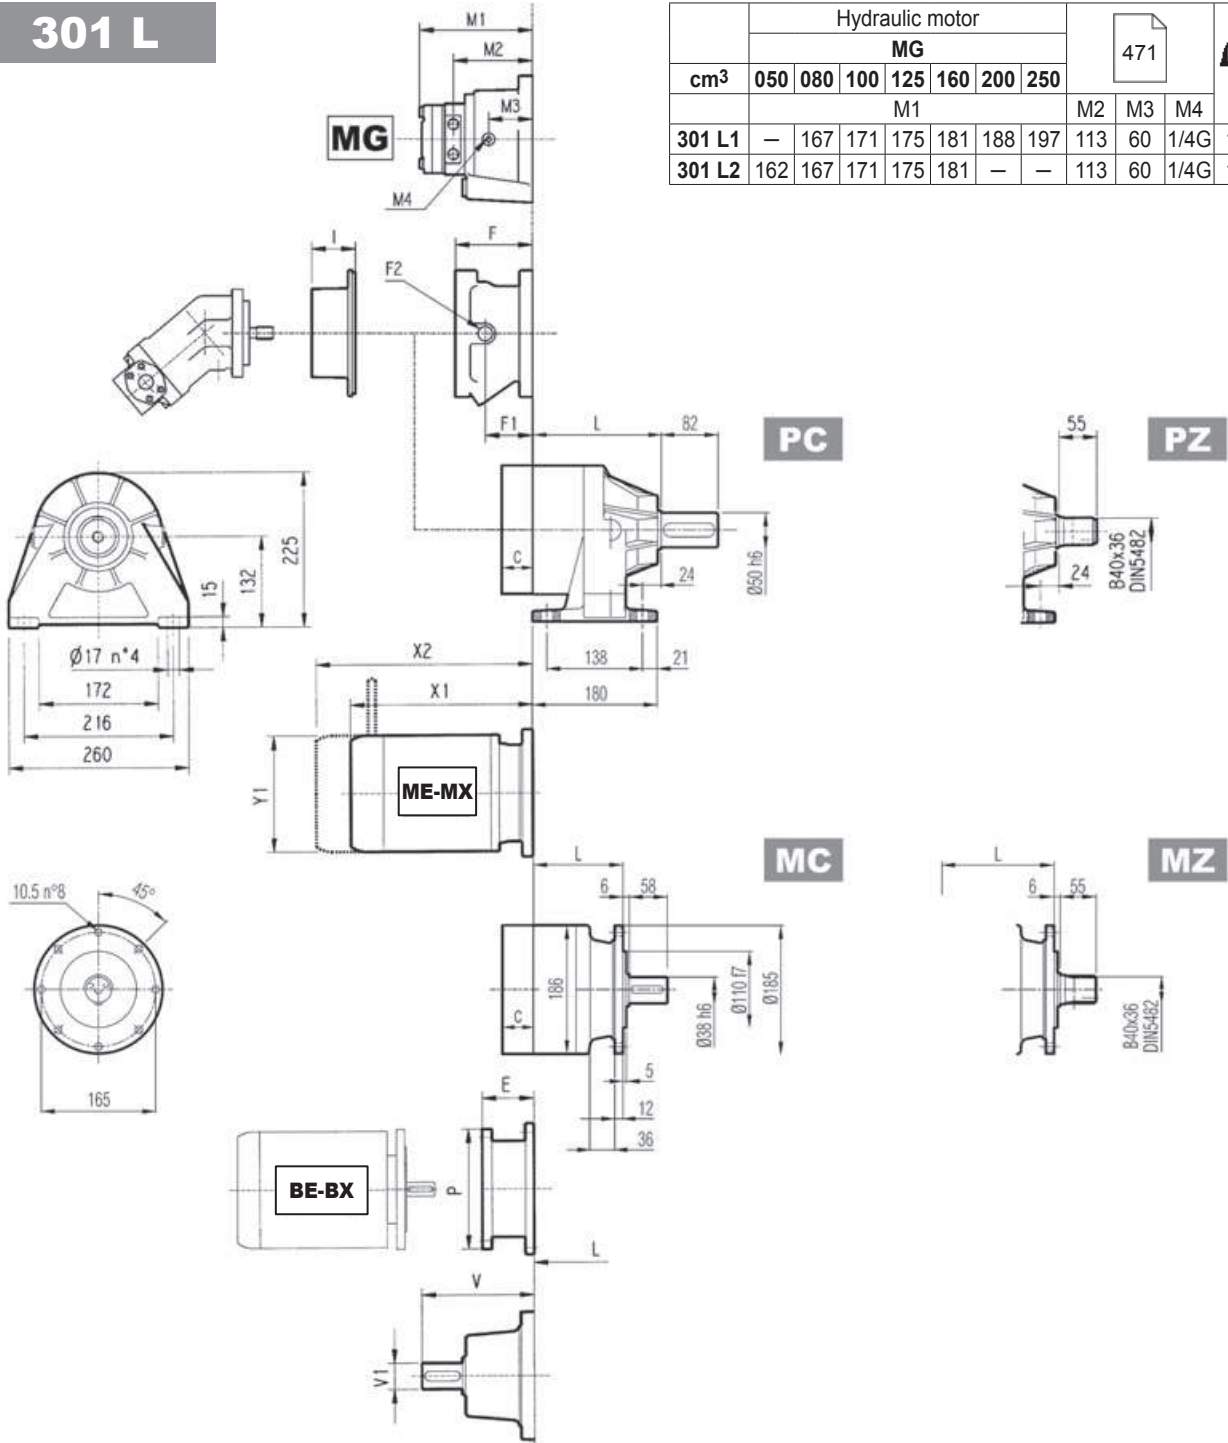 301 L
Hydraulic motor
MG
471
cm3 050 080 100 125 160 200 250
M1 M2 M3 M4
301 L1 — 167 171 175 181 188 197 113 60 1/4G
301 L2 162 167 171 175 181 — — 113 60 1/4G
M1
M2
M3
MG
M4
I
F
F2
F1
L
82
PC
55
PZ
C
24
Ø50 h6
24
B40x36
DIN5482
225
132
15
Ø17 n°4
172
216
260
138
21
180
X2
X1
Y1
ME-MX
MC
L
6
58
MZ
L
6
55
10.5 n°8
45°
165
186
C
Ø38 h6
Ø110 f7
Ø185
B40x36
DIN5482
5
12
36
E
BE-BX
P
L
V
V1